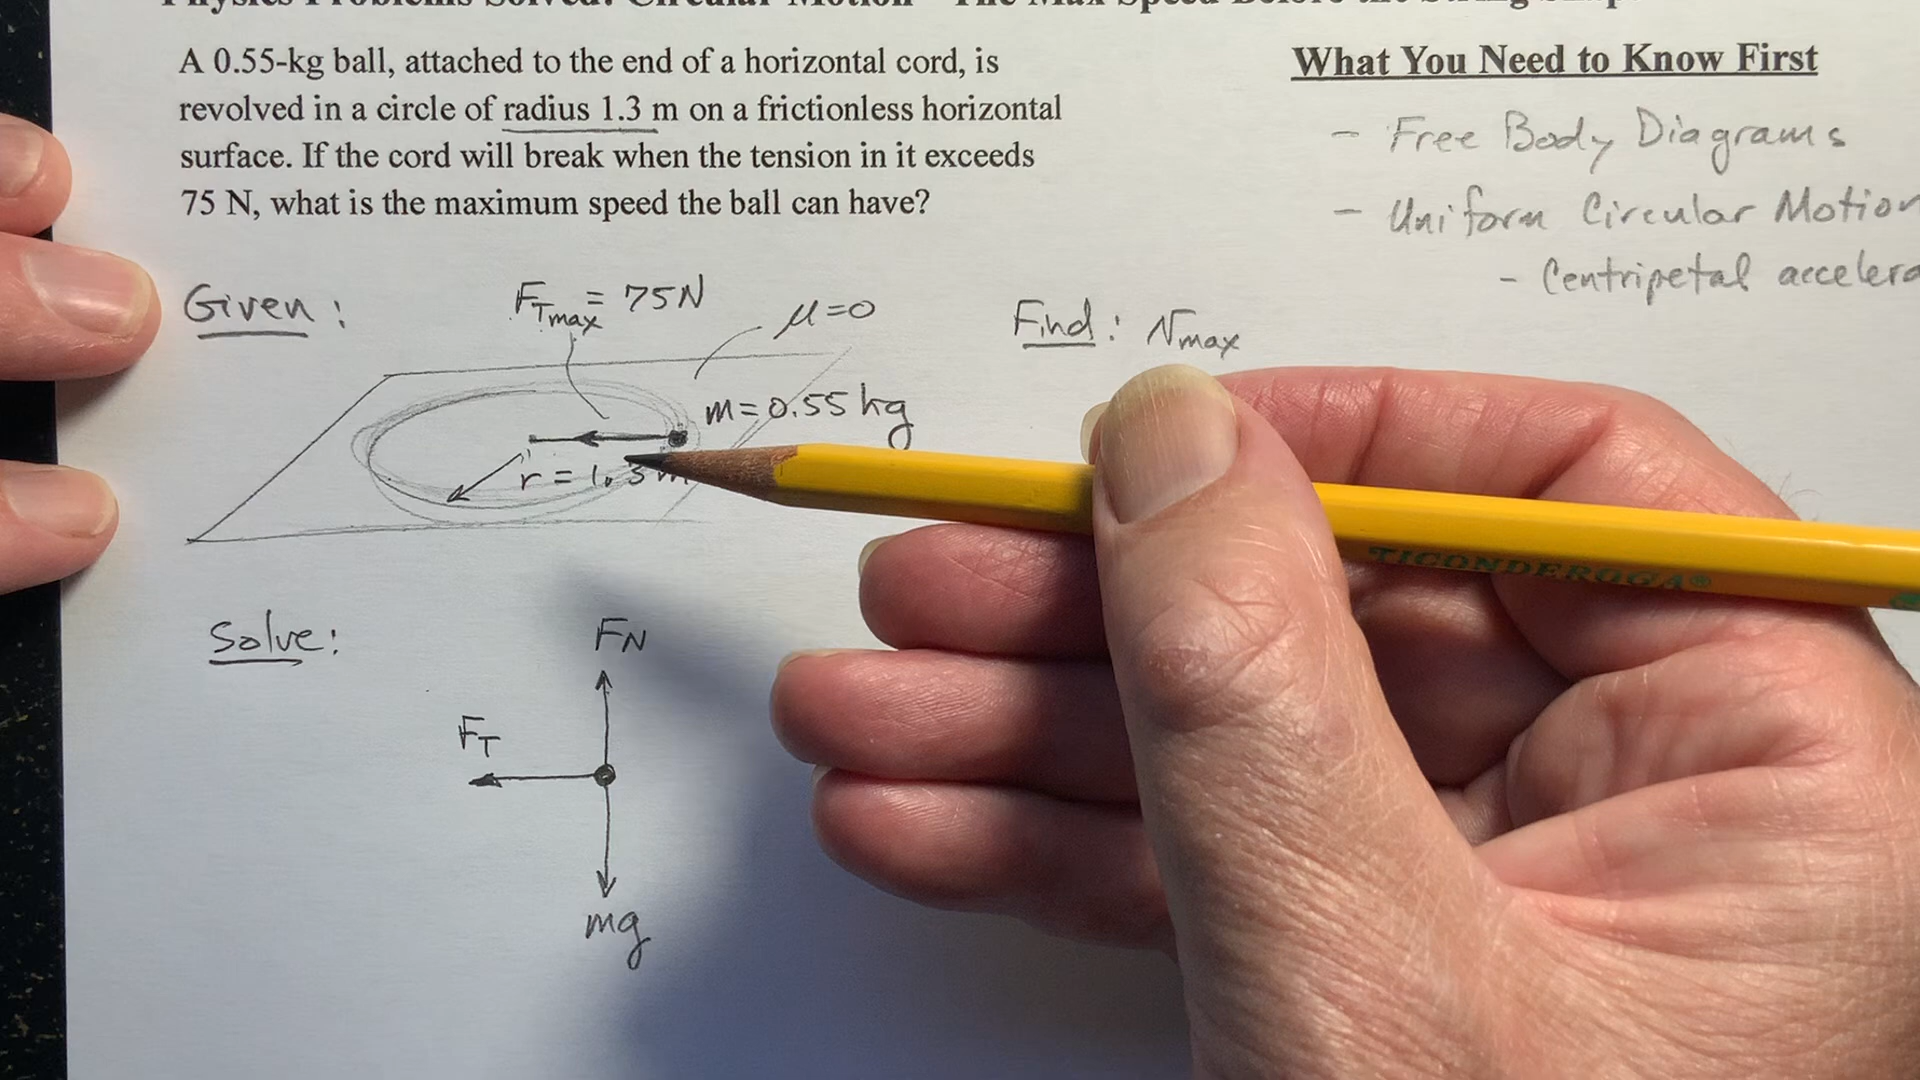 A 0.55-kg ball, attached to the end of a horizontal cord, is
revolved in a circle of radius 1.3 m on a frictionless horizontal
surface. If the cord will break when the tension in it exceeds
75 N, what is the maximum speed the ball can have?
What You Need to Know First
- Free Body Diagrams
- Uniform Circular Motion
- Centripetal
Given:
FTmax = 75N
μ=0
m=0.55 kg
r = 1.3
Find: vmax
TICONDEROGA®
Solve:
FN
FT
mg